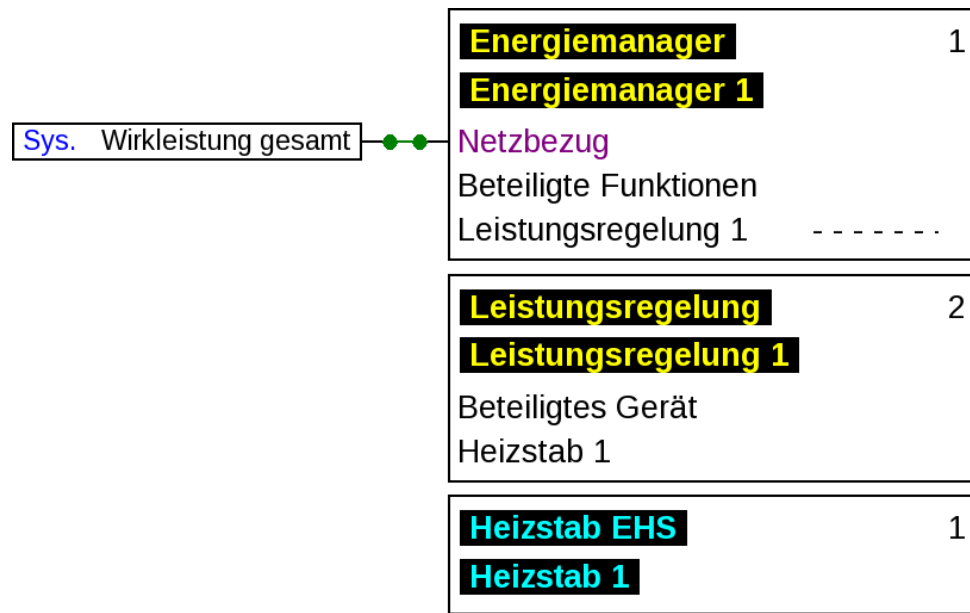 Energiemanager 1
Energiemanager 1
Sys. Wirkleistung gesamt
Netzbezug
Beteiligte Funktionen
Leistungsregelung 1 - - - - - - -
Leistungsregelung 2
Leistungsregelung 1
Beteiligtes Gerät
Heizstab 1
Heizstab EHS 1
Heizstab 1